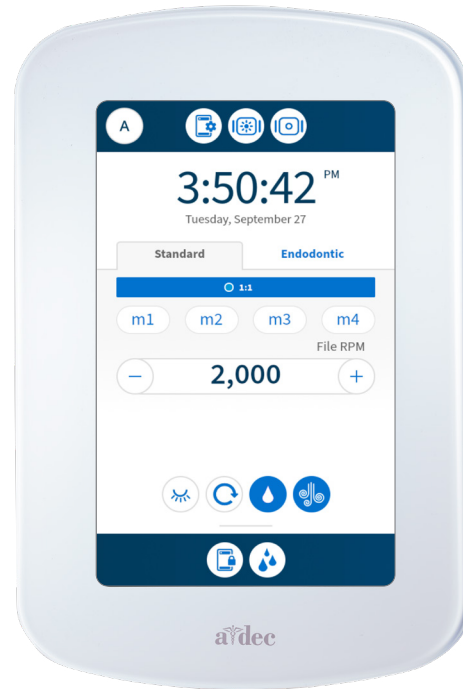 A
3:50:42 PM
Tuesday, September 27
Standard Endodontic
1:1
m1 m2 m3 m4
File RPM
− 2,000 +
a dec